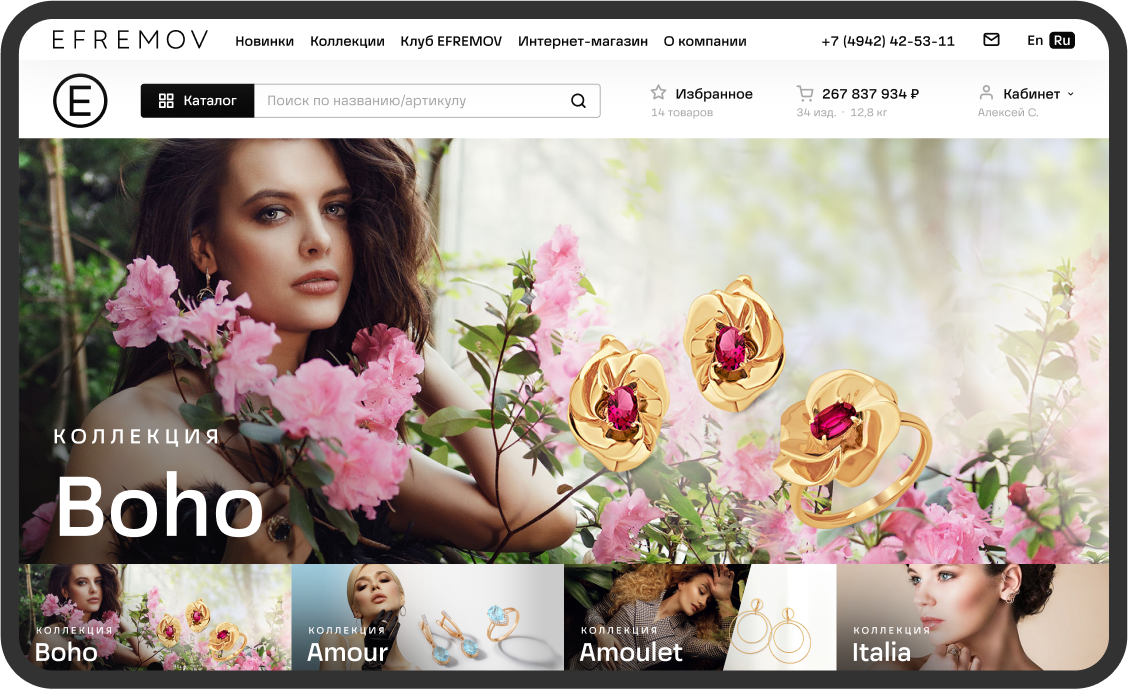 EFREMOV Новинки Коллекции Клуб EFREMOV Интернет-магазин О компании +7 (4942) 42-53-11 En Ru
E Каталог Поиск по названию/артикулу Избранное 267 837 934 ₽ Кабинет
14 товаров 34 изд. · 12,8 кг Алексей С.
КОЛЛЕКЦИЯ
Boho
КОЛЛЕКЦИЯ КОЛЛЕКЦИЯ КОЛЛЕКЦИЯ КОЛЛЕКЦИЯ
Boho Amour Amoulet Italia